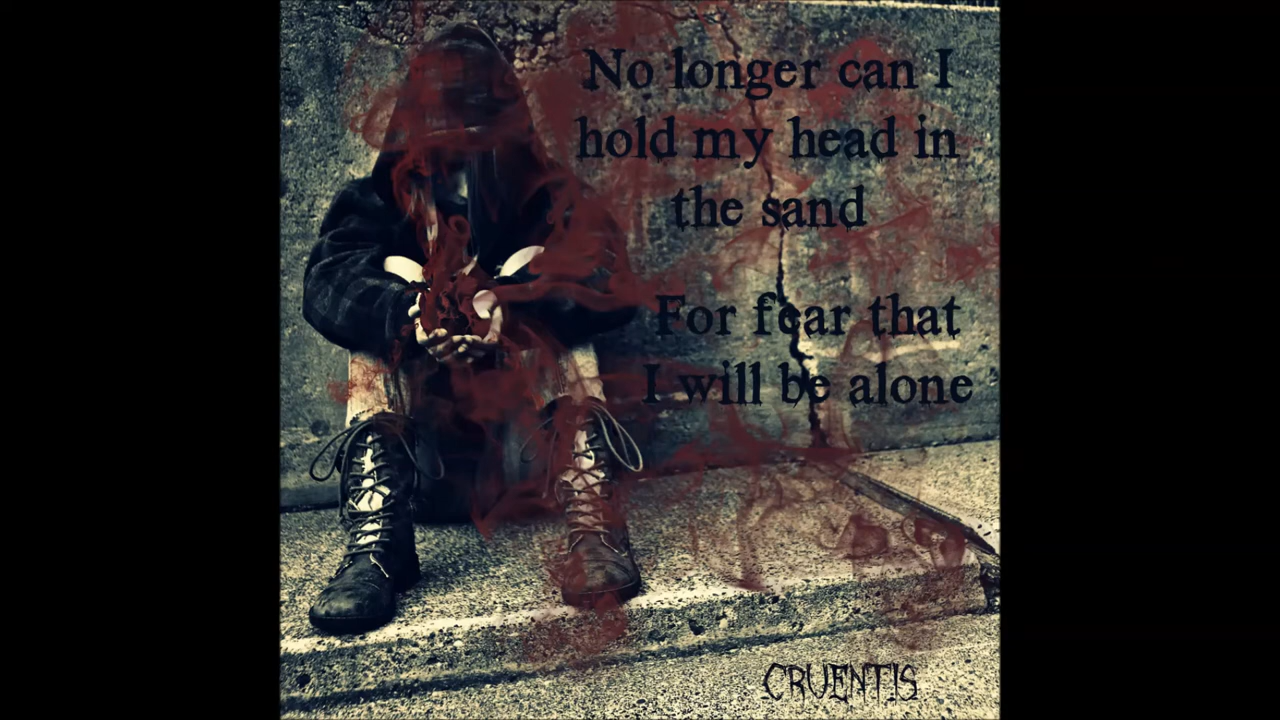 No longer can I
hold my head in
the sand
For fear that
I will be alone
CRUENTIS